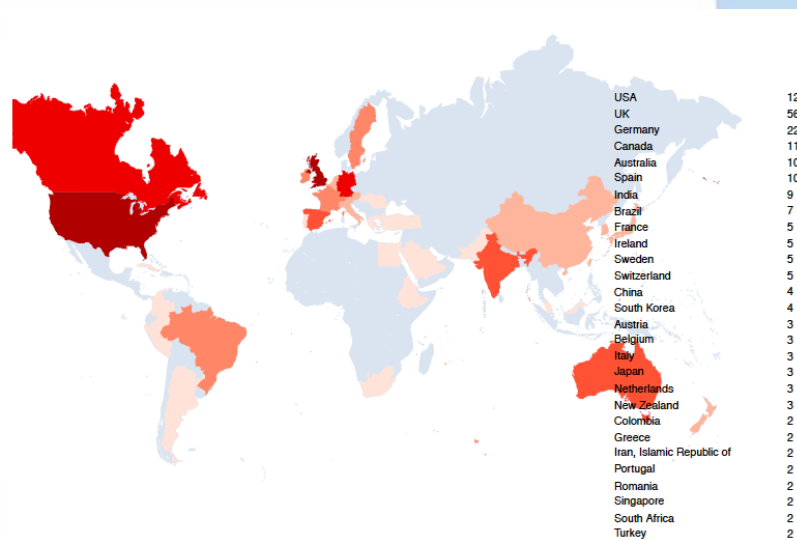 USA 12
UK 56
Germany 22
Canada 11
Australia 10
Spain 10
India 9
Brazil 7
France 5
Ireland 5
Sweden 5
Switzerland 5
China 4
South Korea 4
Austria 3
Belgium 3
Italy 3
Japan 3
Netherlands 3
New Zealand 3
Colombia 2
Greece 2
Iran, Islamic Republic of 2
Portugal 2
Romania 2
Singapore 2
South Africa 2
Turkey 2